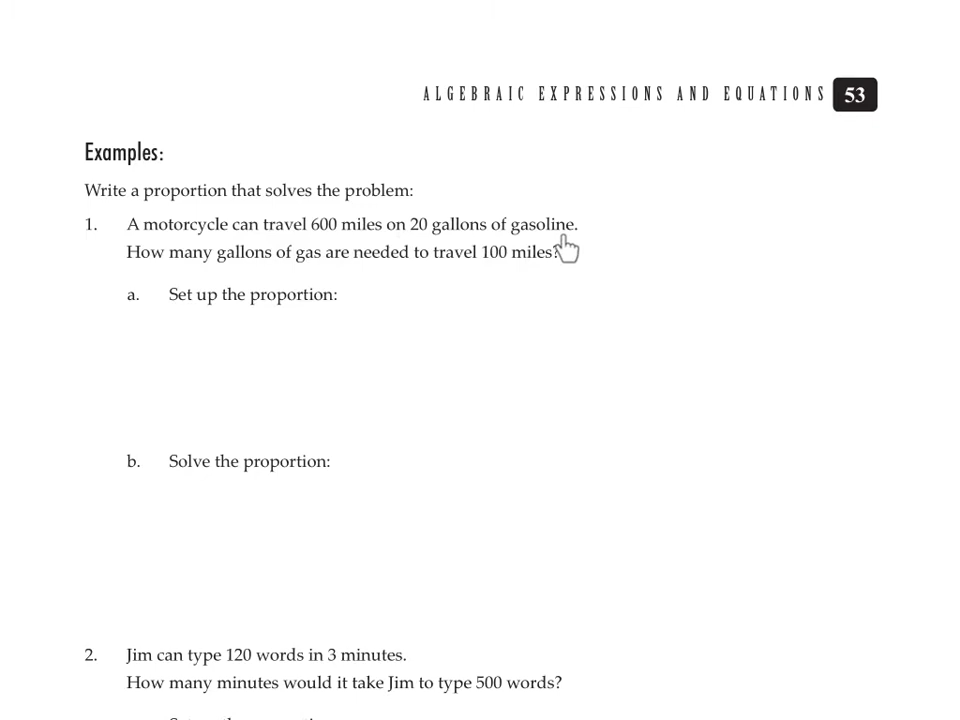 ALGEBRAIC EXPRESSIONS AND EQUATIONS 53
Examples:
Write a proportion that solves the problem:
1. A motorcycle can travel 600 miles on 20 gallons of gasoline.
How many gallons of gas are needed to travel 100 miles?
a. Set up the proportion:
b. Solve the proportion:
2. Jim can type 120 words in 3 minutes.
How many minutes would it take Jim to type 500 words?